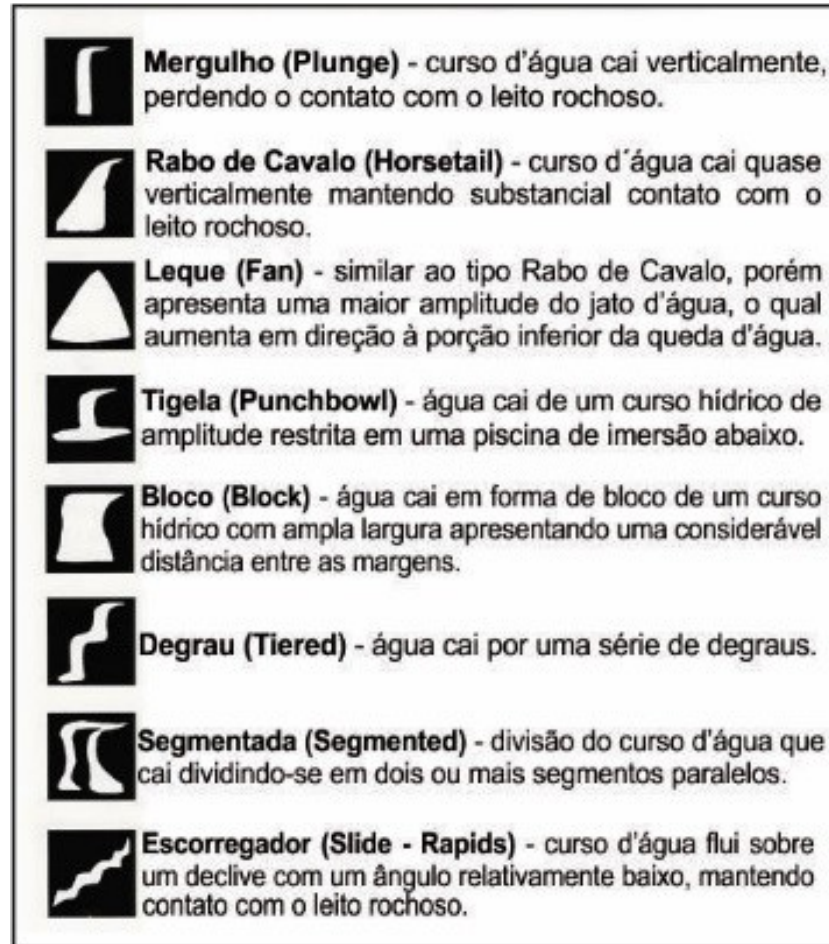 Mergulho (Plunge) - curso d'água cai verticalmente,
perdendo o contato com o leito rochoso.
Rabo de Cavalo (Horsetail) - curso d´água cai quase
verticalmente mantendo substancial contato com o
leito rochoso.
Leque (Fan) - similar ao tipo Rabo de Cavalo, porém
apresenta uma maior amplitude do jato d'água, o qual
aumenta em direção à porção inferior da queda d'água.
Tigela (Punchbowl) - água cai de um curso hídrico de
amplitude restrita em uma piscina de imersão abaixo.
Bloco (Block) - água cai em forma de bloco de um curso
hídrico com ampla largura apresentando uma considerável
distância entre as margens.
Degrau (Tiered) - água cai por uma série de degraus.
Segmentada (Segmented) - divisão do curso d'água que
cai dividindo-se em dois ou mais segmentos paralelos.
Escorregador (Slide - Rapids) - curso d'água flui sobre
um declive com um ângulo relativamente baixo, mantendo
contato com o leito rochoso.